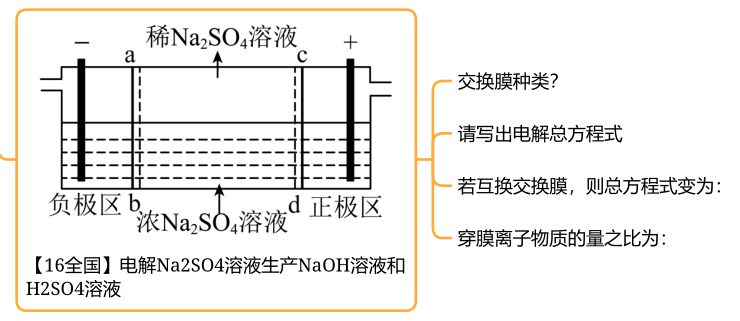 稀Na₂SO₄溶液
− a c +
负极区 b d 正极区
浓Na₂SO₄溶液
【16全国】电解Na2SO4溶液生产NaOH溶液和
H2SO4溶液
交换膜种类？
请写出电解总方程式
若互换交换膜，则总方程式变为：
穿膜离子物质的量之比为：